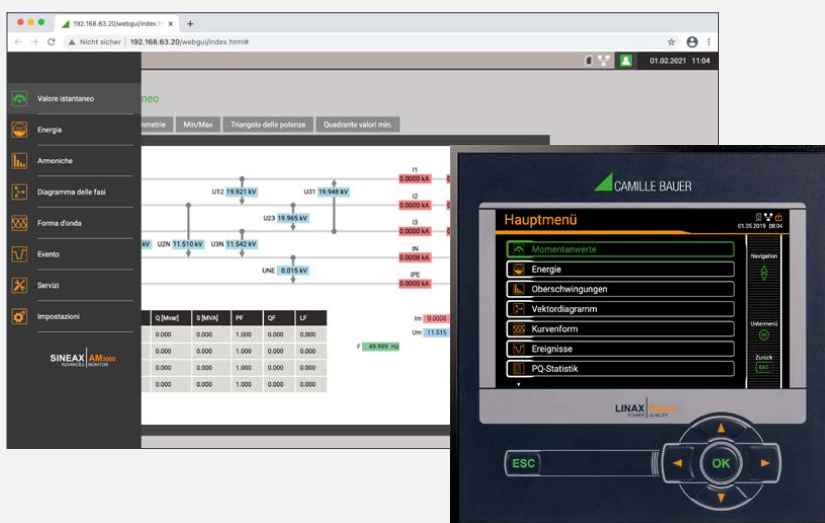 192.168.63.20/webgui/index.h
Nicht sicher | 192.168.63.20/webgui/index.html#
01.02.2021 11:04
Valore istantaneo
neo
mmetrie Min/Max Triangolo delle potenze Quadrante valori min.
Energia
Armoniche
Diagramma delle fasi
Forma d'onda
Evento
Servizi
Impostazioni
SINEAX AM3000
ADVANCED MONITOR
I1
0.0000 kA
U12 19.921 kV U31 19.948 kV
I2
0.0000 kA
U23 19.965 kV
I3
0.0000 kA
kV U2N 11.510 kV U3N 11.542 kV
IN
0.0008 kA
UNE 0.015 kV
IPE
0.0000 kA
Q [Mvar] S [MVA] PF QF LF
0.000 0.000 1.000 0.000 0.000
0.000 0.000 1.000 0.000 0.000
0.000 0.000 1.000 0.000 0.000
0.000 0.000 1.000 0.000 0.000
Im 0.0000
Um 11.515
F 49.999 Hz
CAMILLE BAUER
Hauptmenü
01.05.2019 08:04
Momentanwerte
Energie
Oberschwingungen
Vektordiagramm
Kurvenform
Ereignisse
PQ-Statistik
Navigation
Untermenü
OK
Zurück
ESC
LINAX
POWER QUALITY
ESC
OK